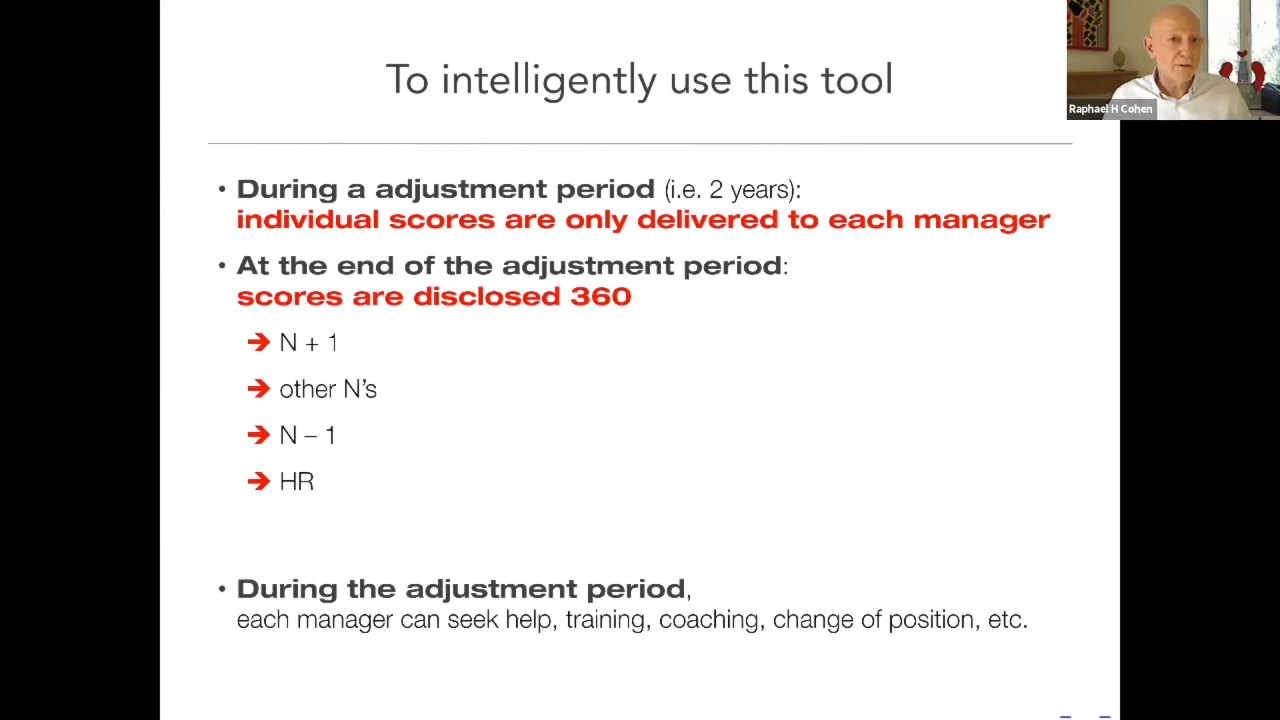 To intelligently use this tool
Raphael H Cohen
• During a adjustment period (i.e. 2 years):
individual scores are only delivered to each manager
• At the end of the adjustment period:
scores are disclosed 360
➔ N + 1
➔ other N’s
➔ N – 1
➔ HR
• During the adjustment period,
each manager can seek help, training, coaching, change of position, etc.